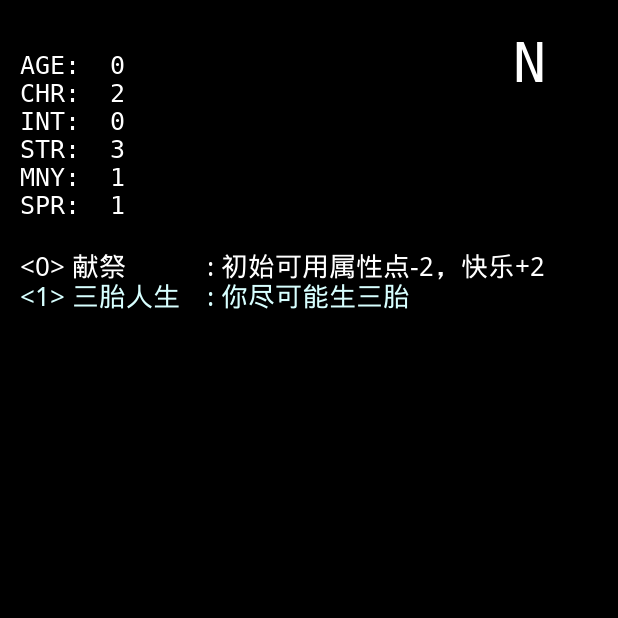 N
AGE: 0
CHR: 2
INT: 0
STR: 3
MNY: 1
SPR: 1
<0> 献祭 : 初始可用属性点-2，快乐+2
<1> 三胎人生 : 你尽可能生三胎